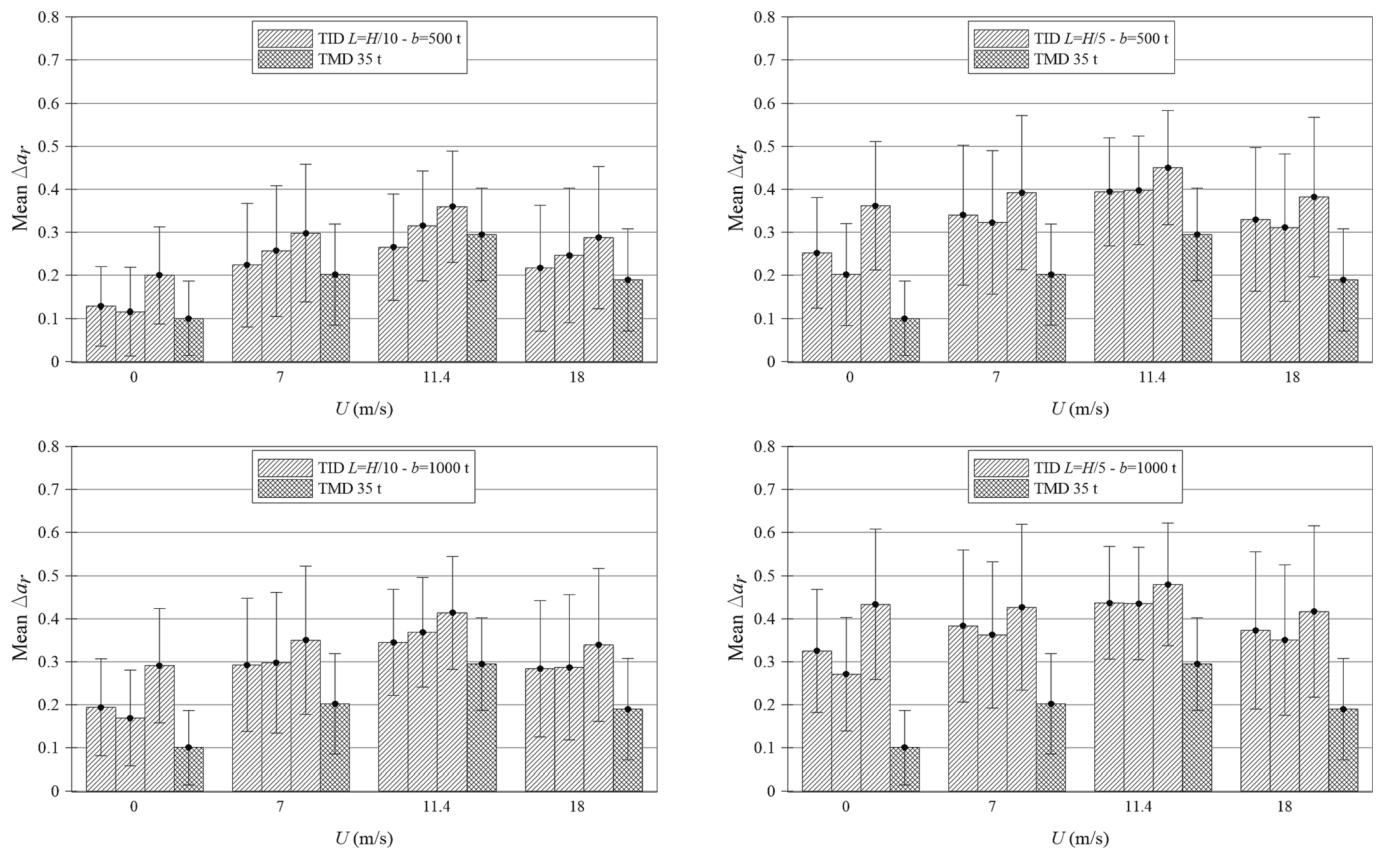 0.8
0.7
0.6
0.5
0.4
0.3
0.2
0.1
0
Mean △aᵣ
TID L=H/10 - b=500 t
TMD 35 t
0 7 11.4 18
U (m/s)
0.8
0.7
0.6
0.5
0.4
0.3
0.2
0.1
0
Mean △aᵣ
TID L=H/5 - b=500 t
TMD 35 t
0 7 11.4 18
U (m/s)
0.8
0.7
0.6
0.5
0.4
0.3
0.2
0.1
0
Mean △aᵣ
TID L=H/10 - b=1000 t
TMD 35 t
0 7 11.4 18
U (m/s)
0.8
0.7
0.6
0.5
0.4
0.3
0.2
0.1
0
Mean △aᵣ
TID L=H/5 - b=1000 t
TMD 35 t
0 7 11.4 18
U (m/s)